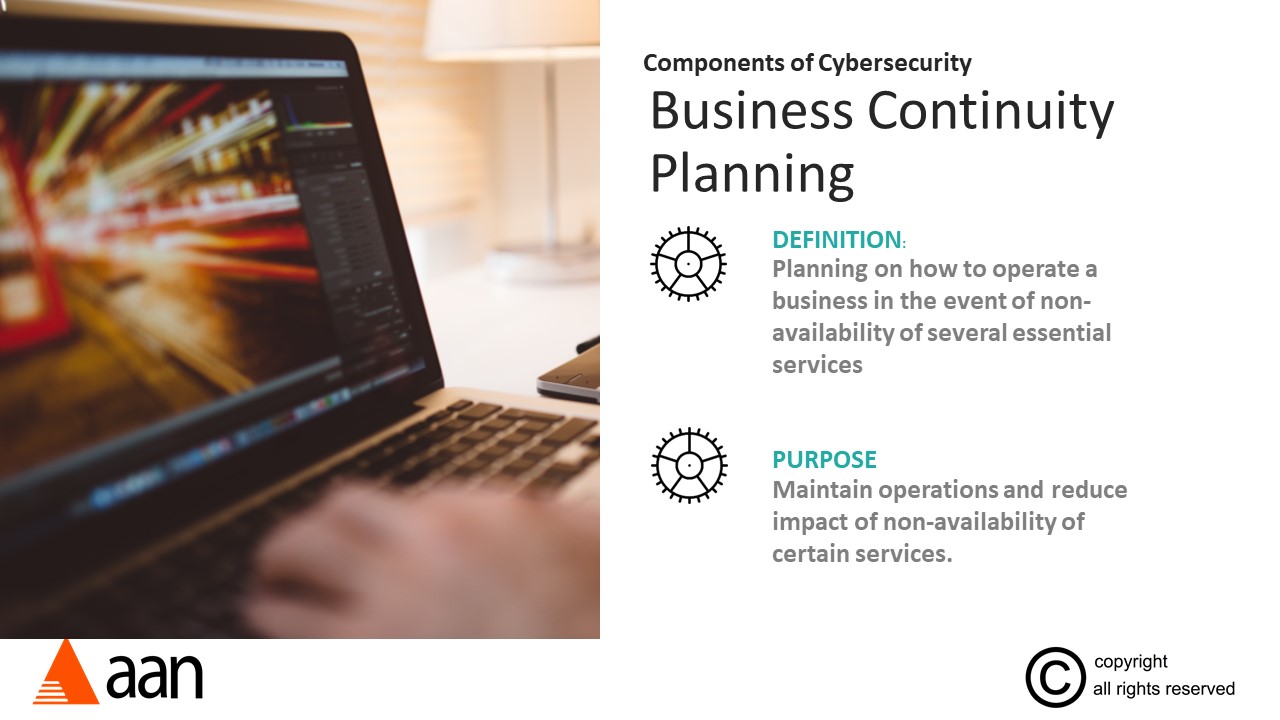 Components of Cybersecurity
Business Continuity
Planning
DEFINITION:
Planning on how to operate a
business in the event of non-
availability of several essential
services
PURPOSE
Maintain operations and reduce
impact of non-availability of
certain services.
aan
©
copyright
all rights reserved